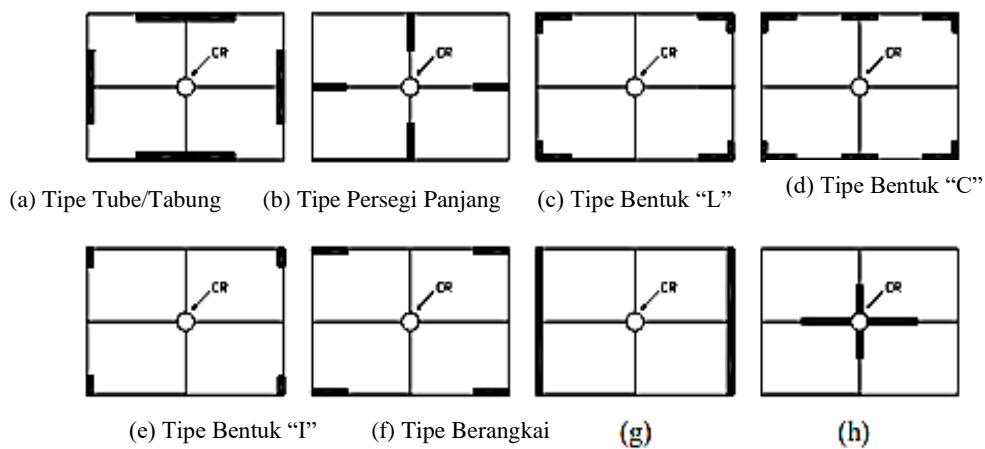 CR CR CR CR
(a) Tipe Tube/Tabung (b) Tipe Persegi Panjang (c) Tipe Bentuk “L” (d) Tipe Bentuk “C”
CR CR CR CR
(e) Tipe Bentuk “I” (f) Tipe Berangkai (g) (h)